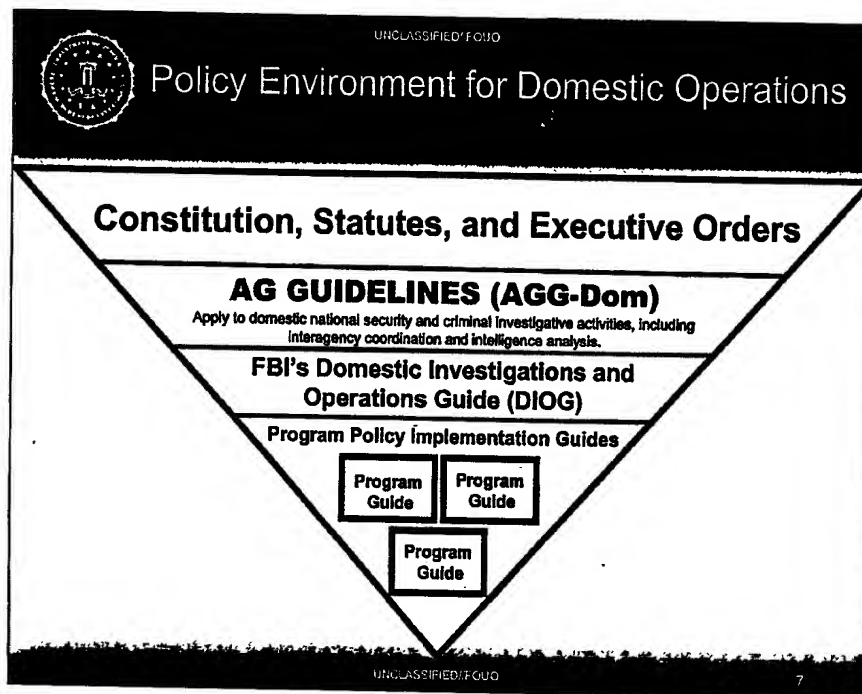 UNCLASSIFIED/FOUO
Policy Environment for Domestic Operations
Constitution, Statutes, and Executive Orders
AG GUIDELINES (AGG-Dom)
Apply to domestic national security and criminal investigative activities, including
interagency coordination and intelligence analysis.
FBI's Domestic Investigations and
Operations Guide (DIOG)
Program Policy Implementation Guides
Program
Guide
Program
Guide
Program
Guide
UNCLASSIFIED//FOUO
7